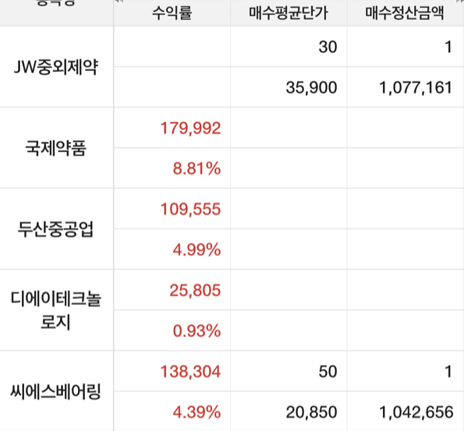 수익률 매수평균단가 매수정산금액
JW중외제약
30 1
35,900 1,077,161
국제약품
179,992
8.81%
두산중공업
109,555
4.99%
디에이테크놀
로지
25,805
0.93%
씨에스베어링
138,304 50 1
4.39% 20,850 1,042,656